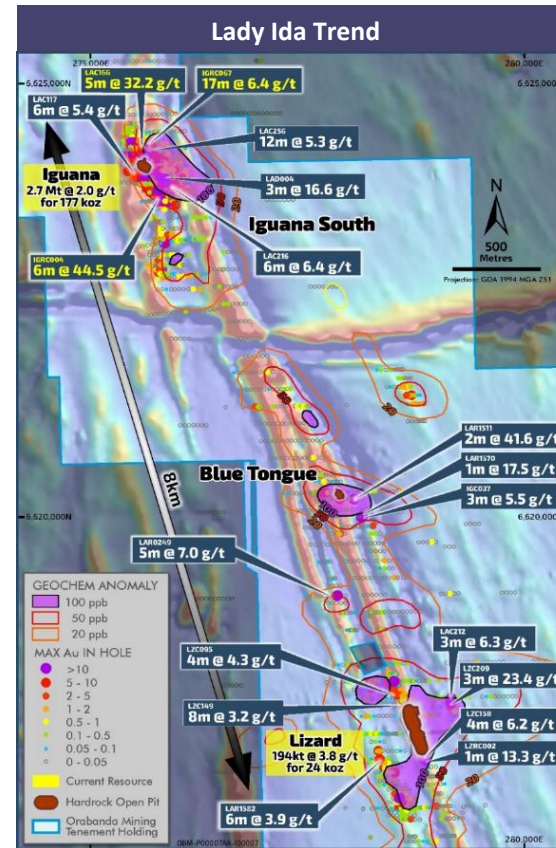 Lady Ida Trend
275,000E
280,000E
6,625,000N
6,625,000N
LAC166
5m @ 32.2 g/t
IGRC067
17m @ 6.4 g/t
LAC117
6m @ 5.4 g/t
LAC256
12m @ 5.3 g/t
Iguana
2.7 Mt @ 2.0 g/t
for 177 koz
LAD004
3m @ 16.6 g/t
100
50
20
N
Iguana South
500
Metres
Projection: GDA 1994 MGA Z51
IGRC004
6m @ 44.5 g/t
LAC216
6m @ 6.4 g/t
50
20
LAR1511
2m @ 41.6 g/t
Blue Tongue
LAR1570
1m @ 17.5 g/t
100
IGC027
3m @ 5.5 g/t
6,620,000N
6,620,000N
8km
LAR0249
5m @ 7.0 g/t
GEOCHEM ANOMALY
100 ppb
50 ppb
20 ppb
MAX Au IN HOLE
>10
5 - 10
2 - 5
1 - 2
0.5 - 1
0.1 - 0.5
0.05 - 0.1
0 - 0.05
Current Resource
Hardrock Open Pit
Orabanda Mining
Tenement Holding
LAC212
3m @ 6.3 g/t
LZC095
4m @ 4.3 g/t
LZC209
3m @ 23.4 g/t
LZC149
8m @ 3.2 g/t
LZC158
4m @ 6.2 g/t
Lizard
194kt @ 3.8 g/t
for 24 koz
LZRC002
1m @ 13.3 g/t
100
20
LAR1582
6m @ 3.9 g/t
280,000E